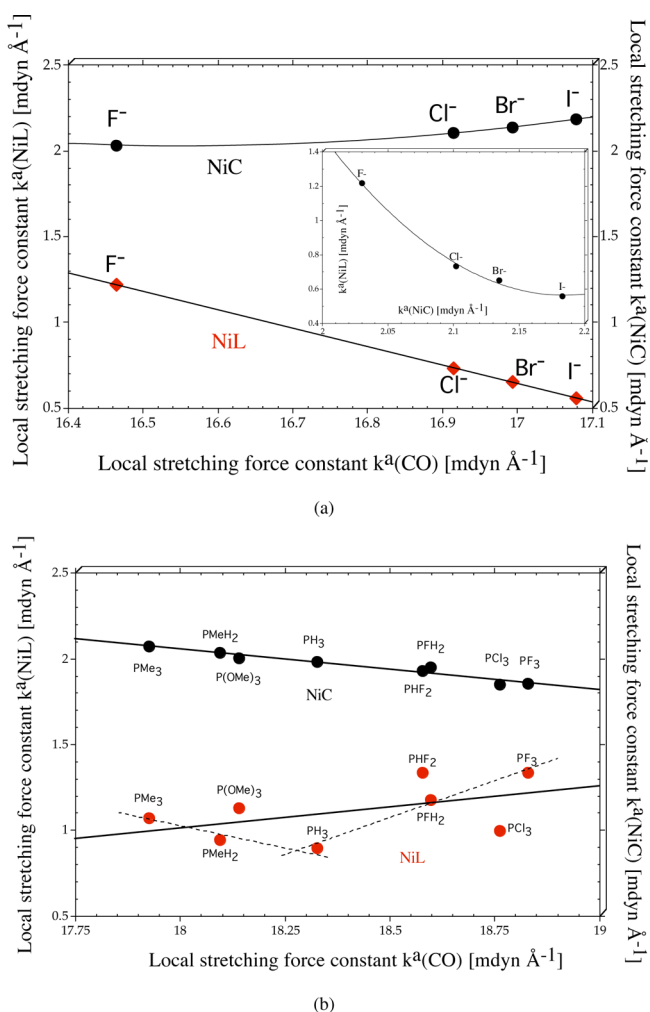 Local stretching force constant kᵃ(NiL) [mdyn Å⁻¹]
Local stretching force constant kᵃ(NiC) [mdyn Å⁻¹]
2.5
2
1.5
1
0.5
2.5
2
1.5
1
0.5
F⁻
Cl⁻
Br⁻
I⁻
NiC
1.4
1.2
1
0.8
0.6
0.4
kᵃ(NiL) [mdyn Å⁻¹]
F-
Cl-
Br-
I-
kᵃ(NiC) [mdyn Å⁻¹]
2
2.05
2.1
2.15
2.2
F⁻
NiL
Cl⁻
Br⁻
I⁻
16.4
16.5
16.6
16.7
16.8
16.9
17
17.1
Local stretching force constant kᵃ(CO) [mdyn Å⁻¹]
(a)
Local stretching force constant kᵃ(NiL) [mdyn Å⁻¹]
Local stretching force constant kᵃ(NiC) [mdyn Å⁻¹]
2.5
2
1.5
1
0.5
PMe₃
PMeH₂
P(OMe)₃
PH₃
NiC
PHF₂
PFH₂
PCl₃
PF₃
PMe₃
PMeH₂
P(OMe)₃
PH₃
PHF₂
PFH₂
PF₃
PCl₃
NiL
17.75
18
18.25
18.5
18.75
19
Local stretching force constant kᵃ(CO) [mdyn Å⁻¹]
(b)